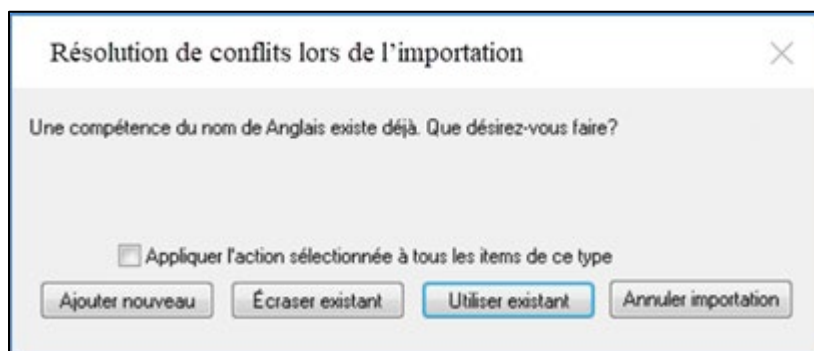 Résolution de conflits lors de l'importation
Une compétence du nom de Anglais existe déjà. Que désirez-vous faire?
Appliquer l'action sélectionnée à tous les items de ce type
Ajouter nouveau Écraser existant Utiliser existant Annuler importation